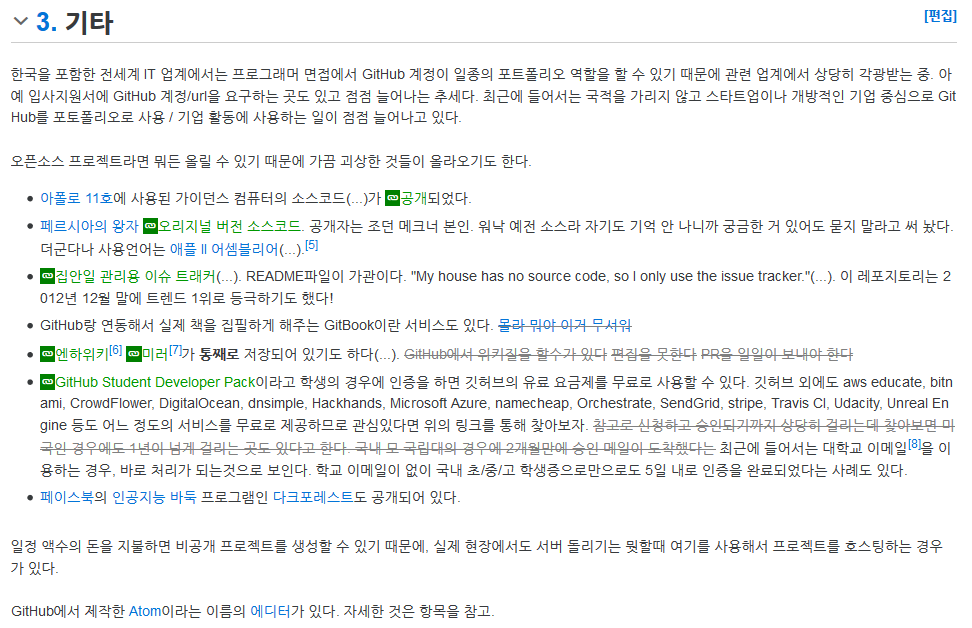 3. 기타 [편집]
한국을 포함한 전세계 IT 업계에서는 프로그래머 면접에서 GitHub 계정이 일종의 포트폴리오 역할을 할 수 있기 때문에 관련 업계에서 상당히 각광받는 중. 아
예 입사지원서에 GitHub 계정/url을 요구하는 곳도 있고 점점 늘어나는 추세다. 최근에 들어서는 국적을 가리지 않고 스타트업이나 개방적인 기업 중심으로 Git
Hub를 포토폴리오로 사용 / 기업 활동에 사용하는 일이 점점 늘어나고 있다.
오픈소스 프로젝트라면 뭐든 올릴 수 있기 때문에 가끔 괴상한 것들이 올라오기도 한다.
• 아폴로 11호에 사용된 가이던스 컴퓨터의 소스코드(...)가 공개되었다.
• 페르시아의 왕자 오리지널 버전 소스코드. 공개자는 조던 메크너 본인. 워낙 예전 소스라 자기도 기억 안 나니까 궁금한 거 있어도 묻지 말라고 써 놨다.
더군다나 사용언어는 애플 II 어셈블리어(...).[5]
• 집안일 관리용 이슈 트래커(...). README파일이 가관이다. "My house has no source code, so I only use the issue tracker."(...). 이 레포지토리는 2
012년 12월 말에 트렌드 1위로 등극하기도 했다!
• GitHub랑 연동해서 실제 책을 집필하게 해주는 GitBook이란 서비스도 있다. 몰라 뭐야 이거 무서워
• 엔하위키[6] 미러[7]가 통째로 저장되어 있기도 하다(...). GitHub에서 위키질을 할수가 있다 편집을 못한다 PR을 일일이 보내야 한다
• GitHub Student Developer Pack이라고 학생의 경우에 인증을 하면 깃허브의 유료 요금제를 무료로 사용할 수 있다. 깃허브 외에도 aws educate, bitn
ami, CrowdFlower, DigitalOcean, dnsimple, Hackhands, Microsoft Azure, namecheap, Orchestrate, SendGrid, stripe, Travis CI, Udacity, Unreal En
gine 등도 어느 정도의 서비스를 무료로 제공하므로 관심있다면 위의 링크를 통해 찾아보자. 참고로 신청하고 승인되기까지 상당히 걸리는데 찾아보면 미
국인 경우에도 1년이 넘게 걸리는 곳도 있다고 한다. 국내 모 국립대의 경우에 2개월만에 승인 메일이 도착했다는 최근에 들어서는 대학교 이메일[8]을 이
용하는 경우, 바로 처리가 되는것으로 보인다. 학교 이메일이 없이 국내 초/중/고 학생증으로만으로도 5일 내로 인증을 완료되었다는 사례도 있다.
• 페이스북의 인공지능 바둑 프로그램인 다크포레스트도 공개되어 있다.
일정 액수의 돈을 지불하면 비공개 프로젝트를 생성할 수 있기 때문에, 실제 현장에서도 서버 돌리기는 뭣할때 여기를 사용해서 프로젝트를 호스팅하는 경우
가 있다.
GitHub에서 제작한 Atom이라는 이름의 에디터가 있다. 자세한 것은 항목을 참고.